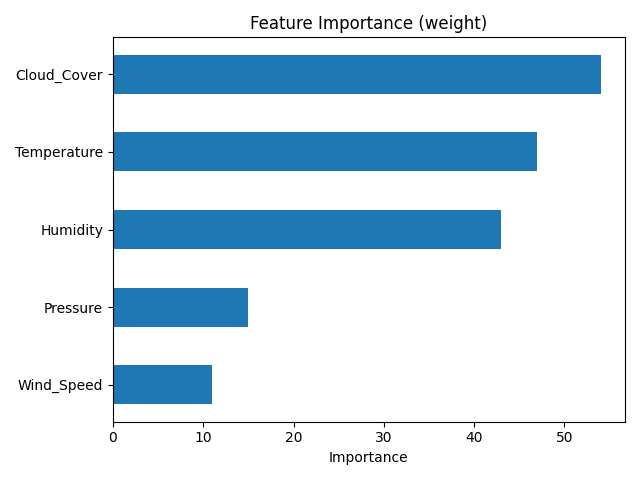 Feature Importance (weight)
Cloud_Cover
Temperature
Humidity
Pressure
Wind_Speed
0 10 20 30 40 50
Importance